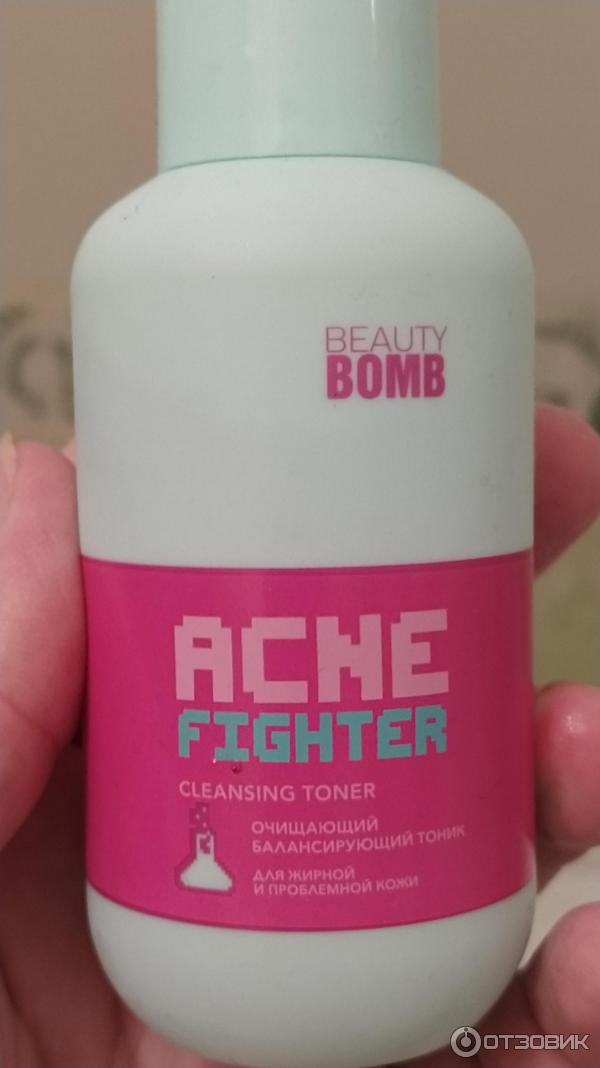 BEAUTY
BOMB
ACNE
FIGHTER
CLEANSING TONER
ОЧИЩАЮЩИЙ
БАЛАНСИРУЮЩИЙ ТОНИК
ДЛЯ ЖИРНОЙ
И ПРОБЛЕМНОЙ КОЖИ
ОТЗОВИК